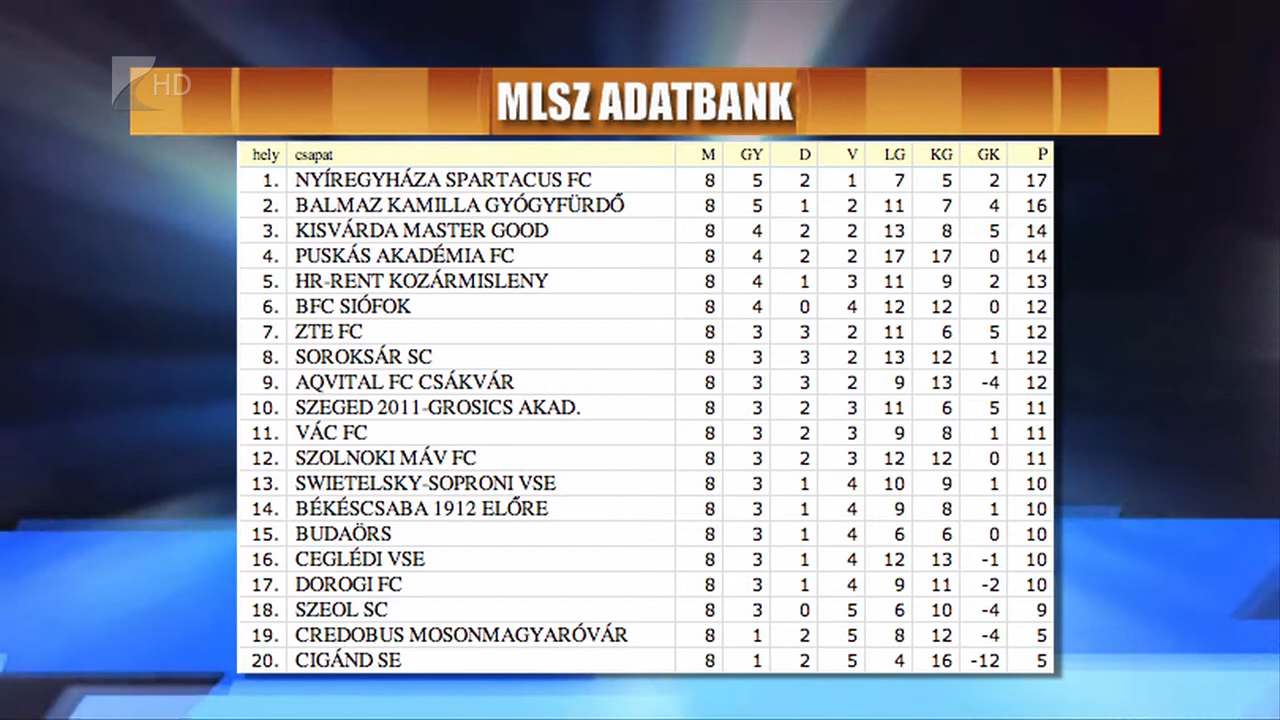 HD
MLSZ ADATBANK
hely csapat M GY D V LG KG GK P
1. NYÍREGYHÁZA SPARTACUS FC 8 5 2 1 7 5 2 17
2. BALMAZ KAMILLA GYÓGYFÜRDŐ 8 5 1 2 11 7 4 16
3. KISVÁRDA MASTER GOOD 8 4 2 2 13 8 5 14
4. PUSKÁS AKADÉMIA FC 8 4 2 2 17 17 0 14
5. HR-RENT KOZÁRMISLENY 8 4 1 3 11 9 2 13
6. BFC SIÓFOK 8 4 0 4 12 12 0 12
7. ZTE FC 8 3 3 2 11 6 5 12
8. SOROKSÁR SC 8 3 3 2 13 12 1 12
9. AQVITAL FC CSÁKVÁR 8 3 3 2 9 13 -4 12
10. SZEGED 2011-GROSICS AKAD. 8 3 2 3 11 6 5 11
11. VÁC FC 8 3 2 3 9 8 1 11
12. SZOLNOKI MÁV FC 8 3 2 3 12 12 0 11
13. SWIETELSKY-SOPRONI VSE 8 3 1 4 10 9 1 10
14. BÉKÉSCSABA 1912 ELŐRE 8 3 1 4 9 8 1 10
15. BUDAÖRS 8 3 1 4 6 6 0 10
16. CEGLÉDI VSE 8 3 1 4 12 13 -1 10
17. DOROGI FC 8 3 1 4 9 11 -2 10
18. SZEOL SC 8 3 0 5 6 10 -4 9
19. CREDOBUS MOSONMAGYARÓVÁR 8 1 2 5 8 12 -4 5
20. CIGÁND SE 8 1 2 5 4 16 -12 5